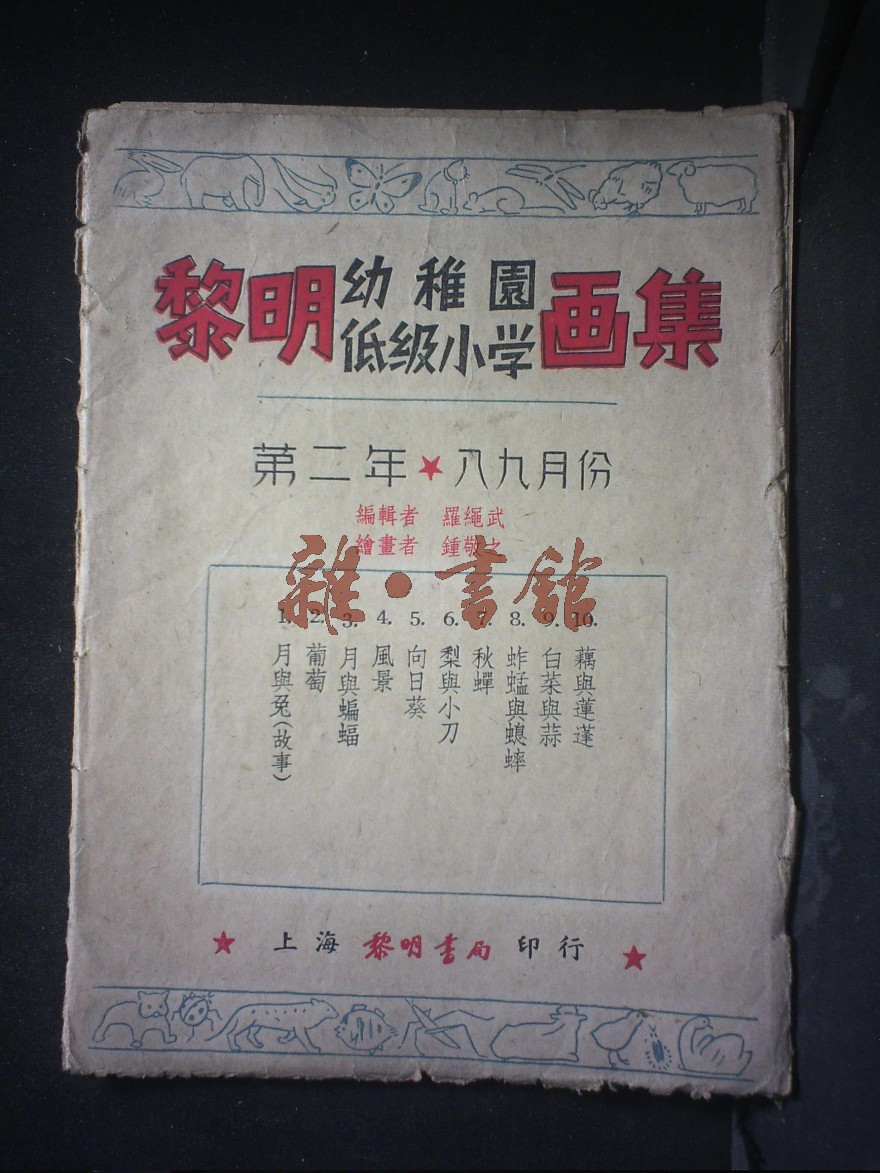 黎明幼稚園低级小学画集
第二年★八九月份
編輯者 羅繩武
繪畫者 鍾敬之
雜·書館
1. 月與兔(故事)
2. 葡萄
3. 月與蝙蝠
4. 風景
5. 向日葵
6. 梨與小刀
7. 秋蟬
8. 蚱蜢與蟋蟀
9. 白菜與蒜
10. 藕與蓮蓬
上海 黎明書局 印行